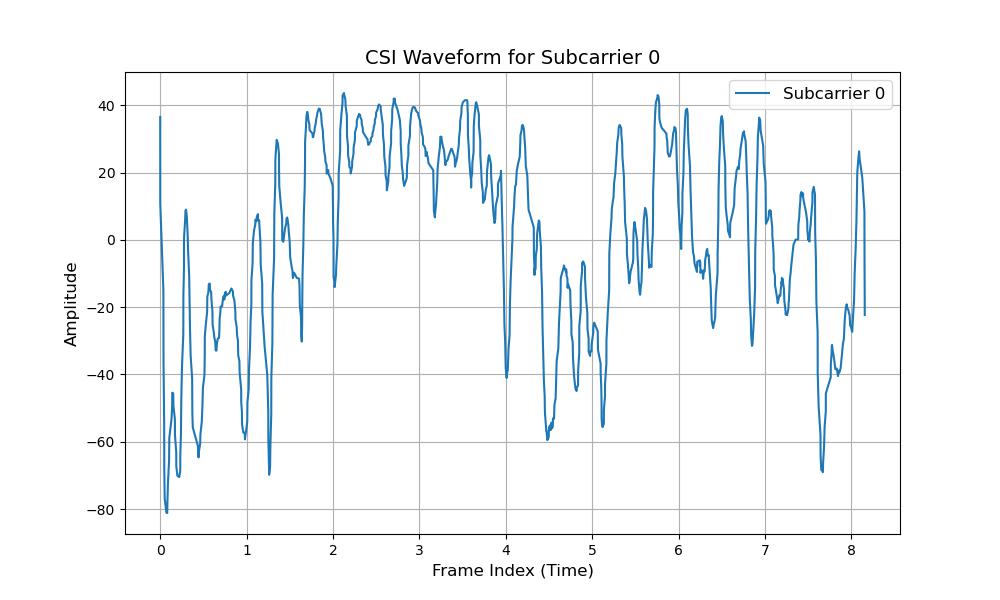 CSI Waveform for Subcarrier 0
Subcarrier 0
Amplitude
40
20
0
−20
−40
−60
−80
0 1 2 3 4 5 6 7 8
Frame Index (Time)